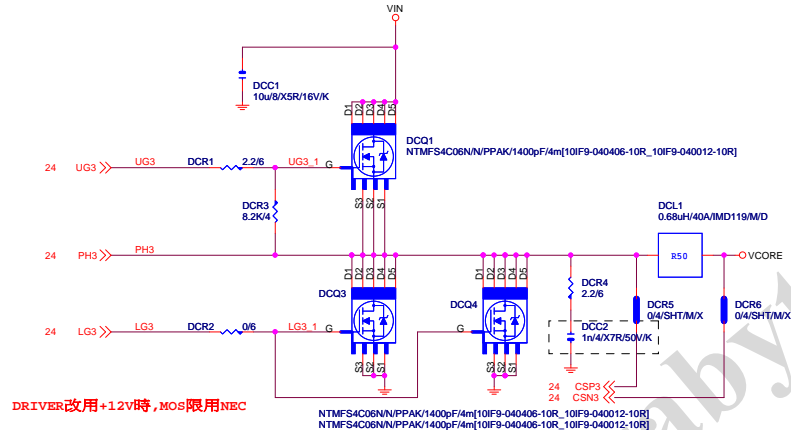 VIN
DCC1
10u/8/X5R/16V/K
D1 D2 D3 D4 D5
DCQ1
NTMFS4C06N/N/PPAK/1400pF/4m[10IF9-040406-10R_10IF9-040012-10R]
24 UG3 UG3 DCR1 2.2/6 UG3_1 G
S3 S2 S1
DCR3
8.2K/4
DCL1
0.68uH/40A/IMD119/M/D
24 PH3 PH3
R50
VCORE
D1 D2 D3 D4 D5
D1 D2 D3 D4 D5
DCR4
2.2/6
DCQ3
DCQ4
DCR5
0/4/SHT/M/X
DCR6
0/4/SHT/M/X
24 LG3 LG3 DCR2 0/6 LG3_1 G
G
DCC2
1n/4/X7R/50V/K
S3 S2 S1
S3 S2 S1
24 CSP3
24 CSN3
DRIVER改用+12V時,MOS限用NEC
NTMFS4C06N/N/PPAK/1400pF/4m[10IF9-040406-10R_10IF9-040012-10R]
NTMFS4C06N/N/PPAK/1400pF/4m[10IF9-040406-10R_10IF9-040012-10R]